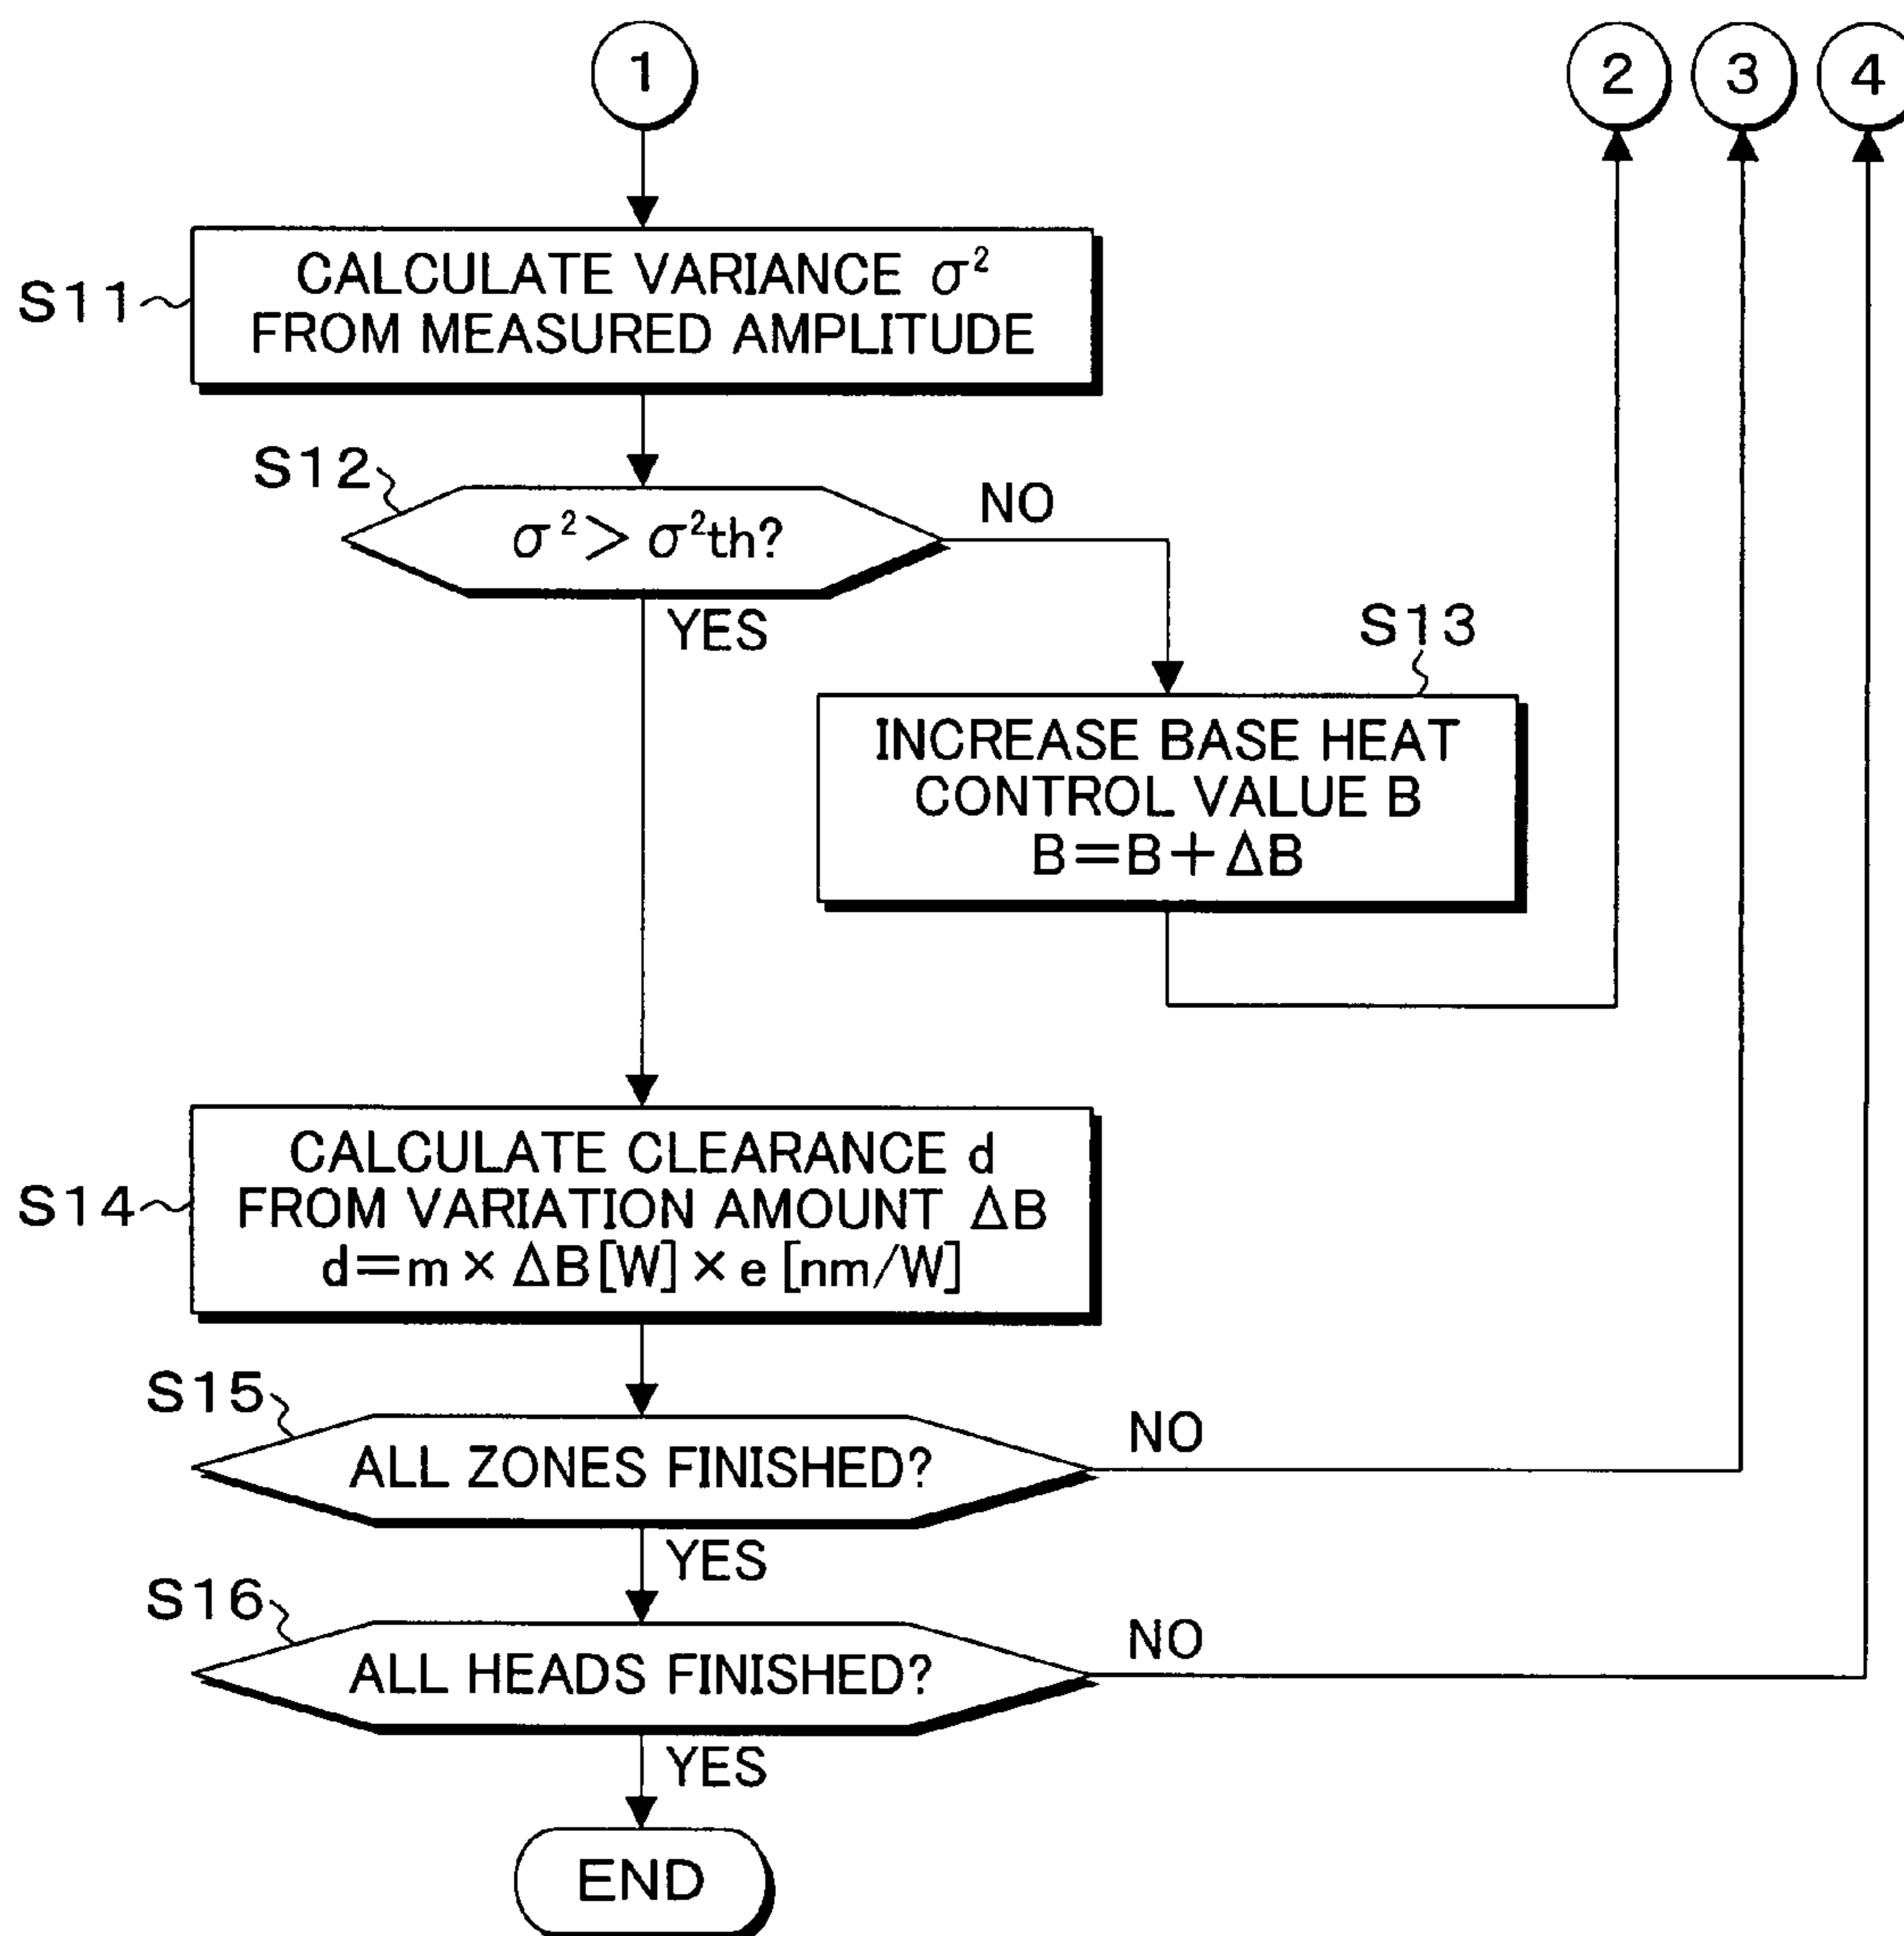 1
2
3
4
S11
CALCULATE VARIANCE σ²
FROM MEASURED AMPLITUDE
S12
σ²> σ²th?
NO
YES
S13
INCREASE BASE HEAT
CONTROL VALUE B
B=B+ΔB
S14
CALCULATE CLEARANCE d
FROM VARIATION AMOUNT ΔB
d=m × ΔB[W] × e [nm/W]
S15
ALL ZONES FINISHED?
NO
YES
S16
ALL HEADS FINISHED?
NO
YES
END